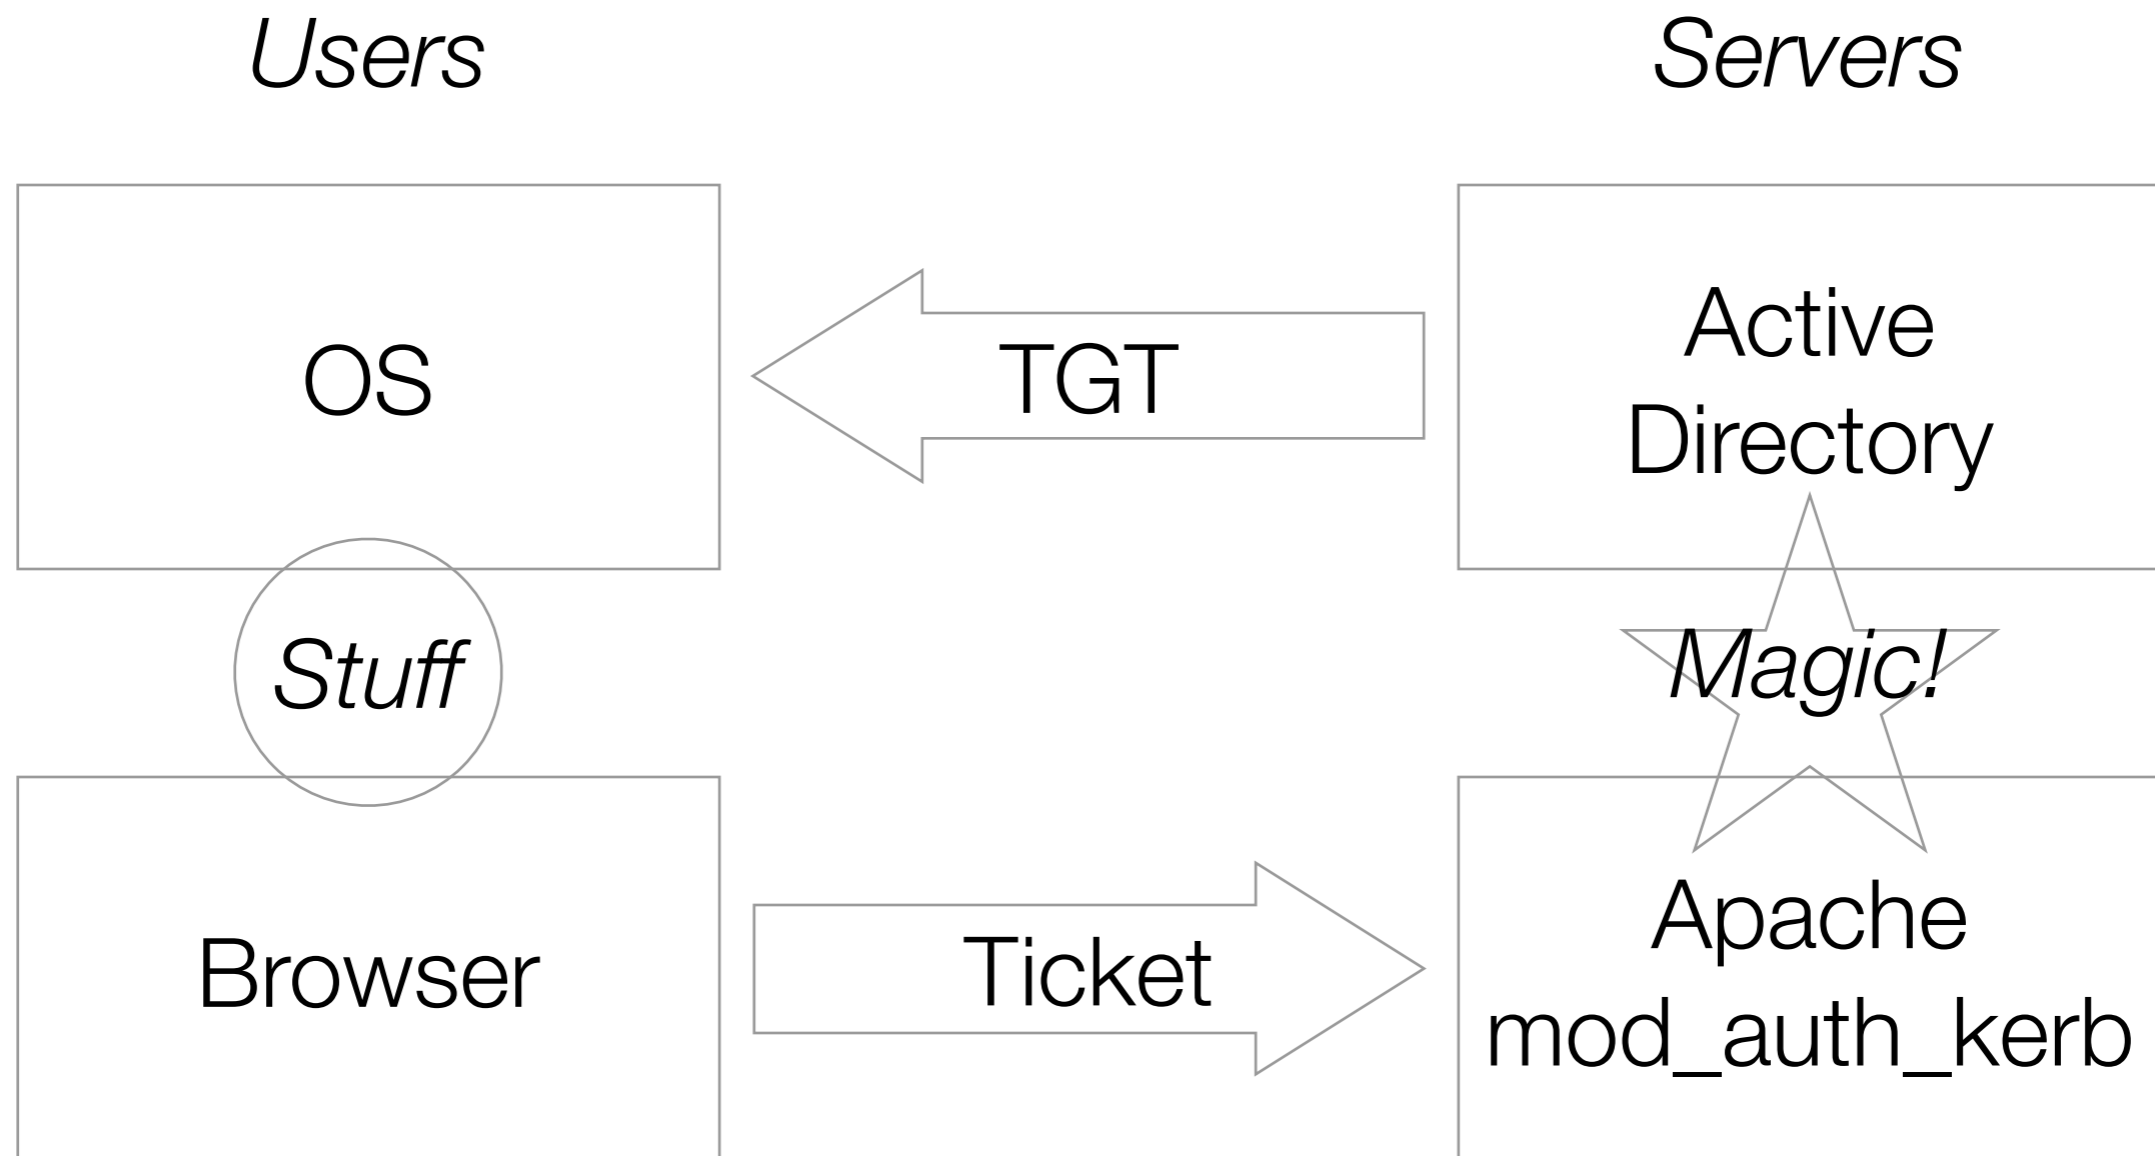 Users
Servers
OS
TGT
Active
Directory
Stuff
Magic!
Browser
Ticket
Apache
mod_auth_kerb